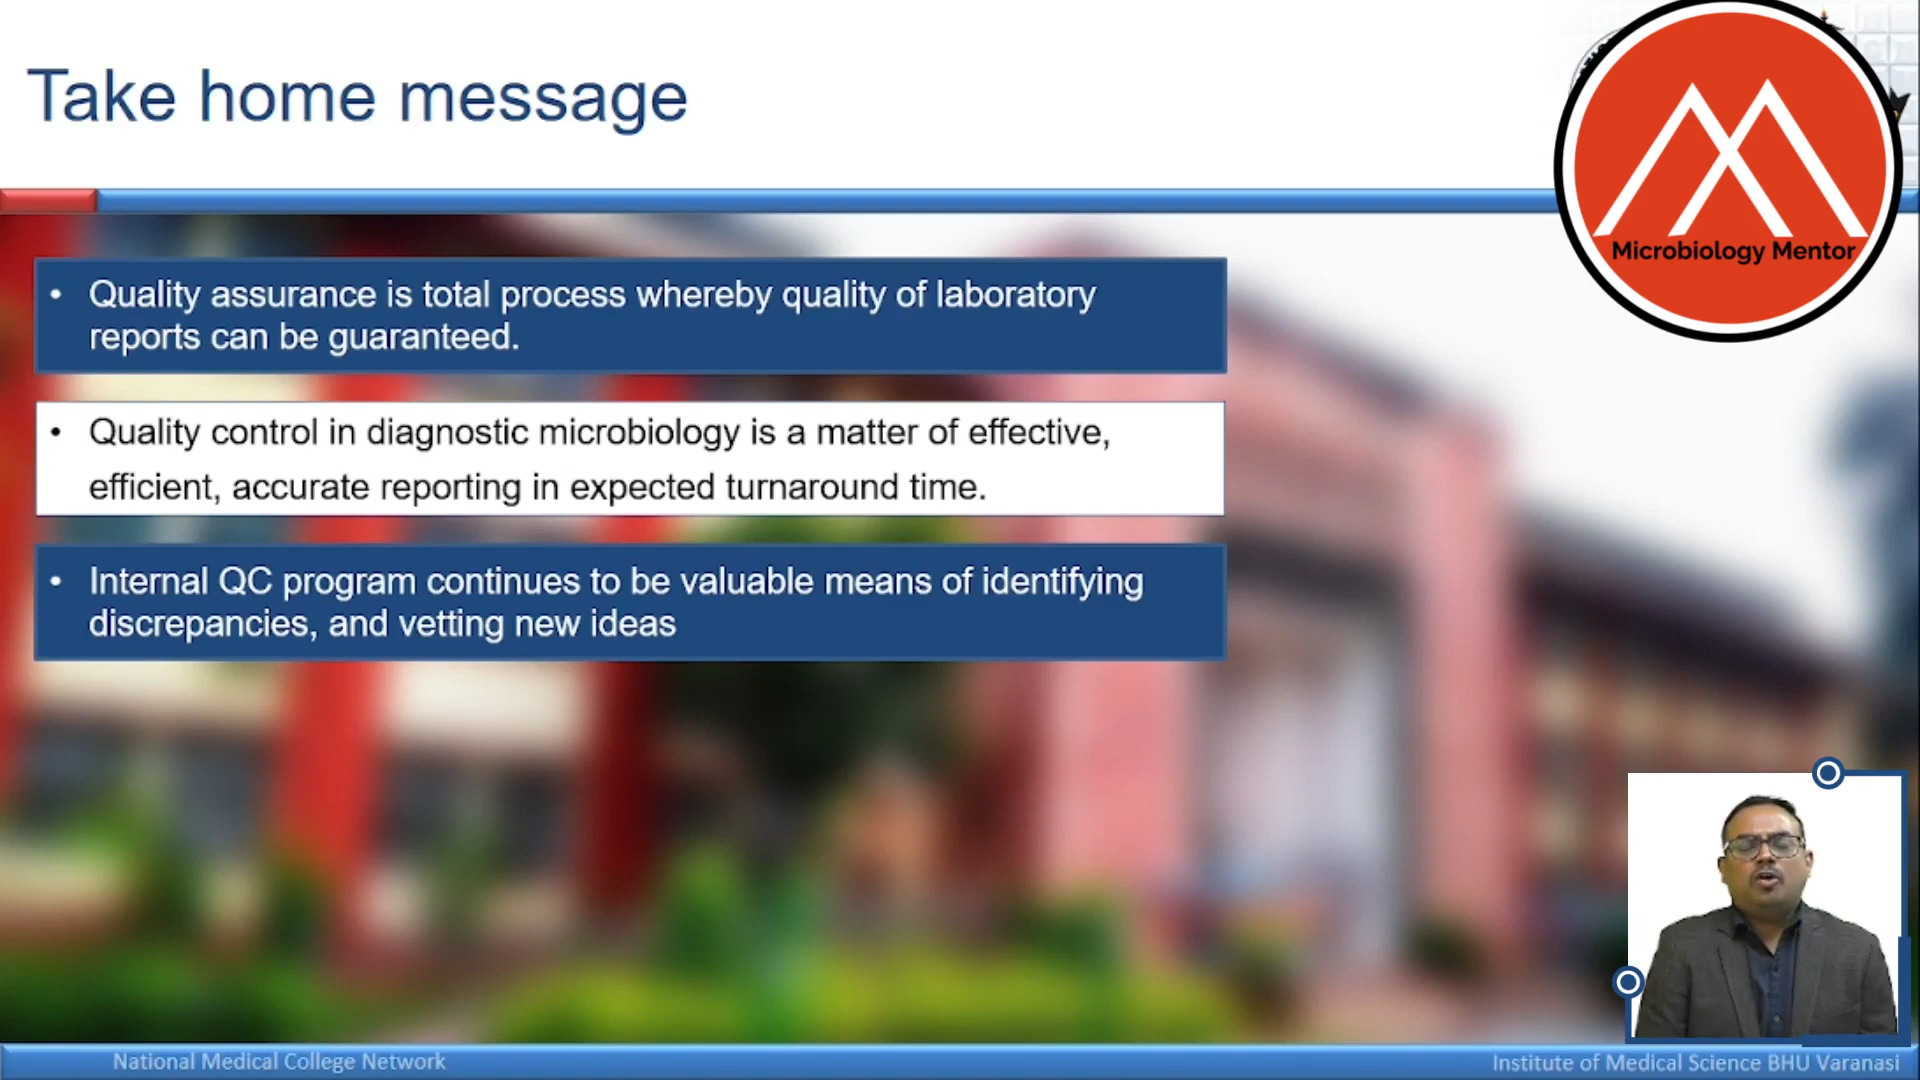 Take home message
Microbiology Mentor
• Quality assurance is total process whereby quality of laboratory
reports can be guaranteed.
• Quality control in diagnostic microbiology is a matter of effective,
efficient, accurate reporting in expected turnaround time.
• Internal QC program continues to be valuable means of identifying
discrepancies, and vetting new ideas
National Medical College Network
Institute of Medical Science BHU Varanasi